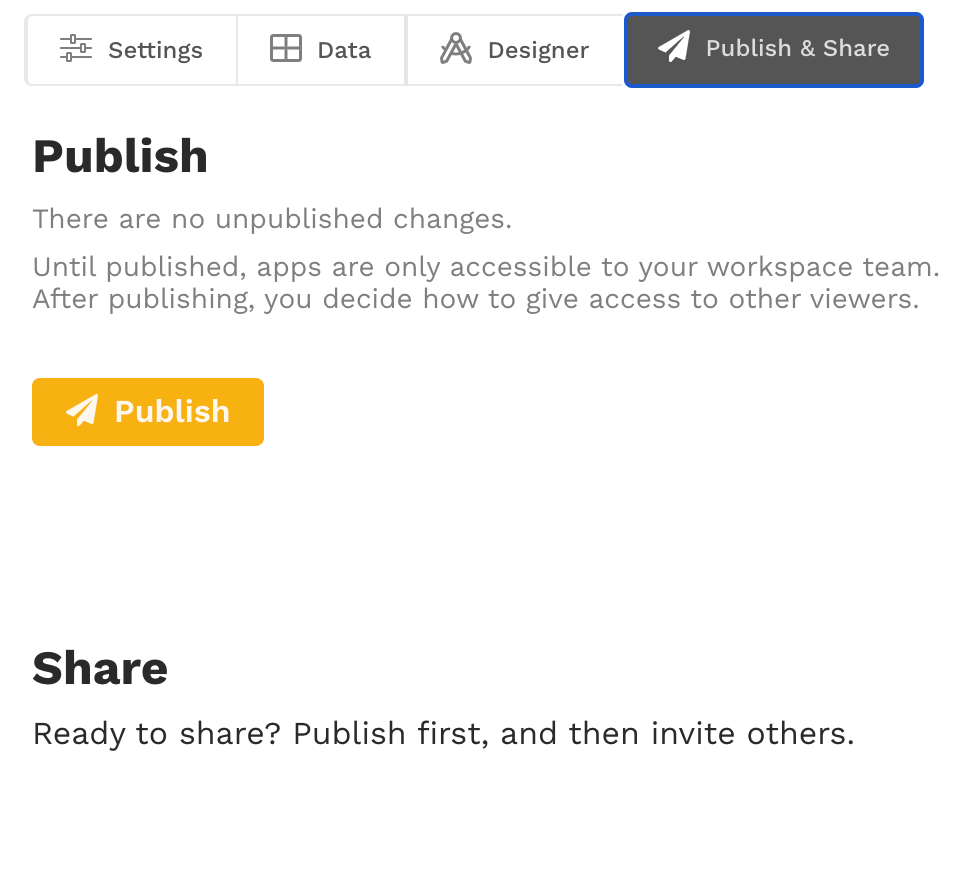 Settings Data Designer Publish & Share
Publish
There are no unpublished changes.
Until published, apps are only accessible to your workspace team.
After publishing, you decide how to give access to other viewers.
Publish
Share
Ready to share? Publish first, and then invite others.